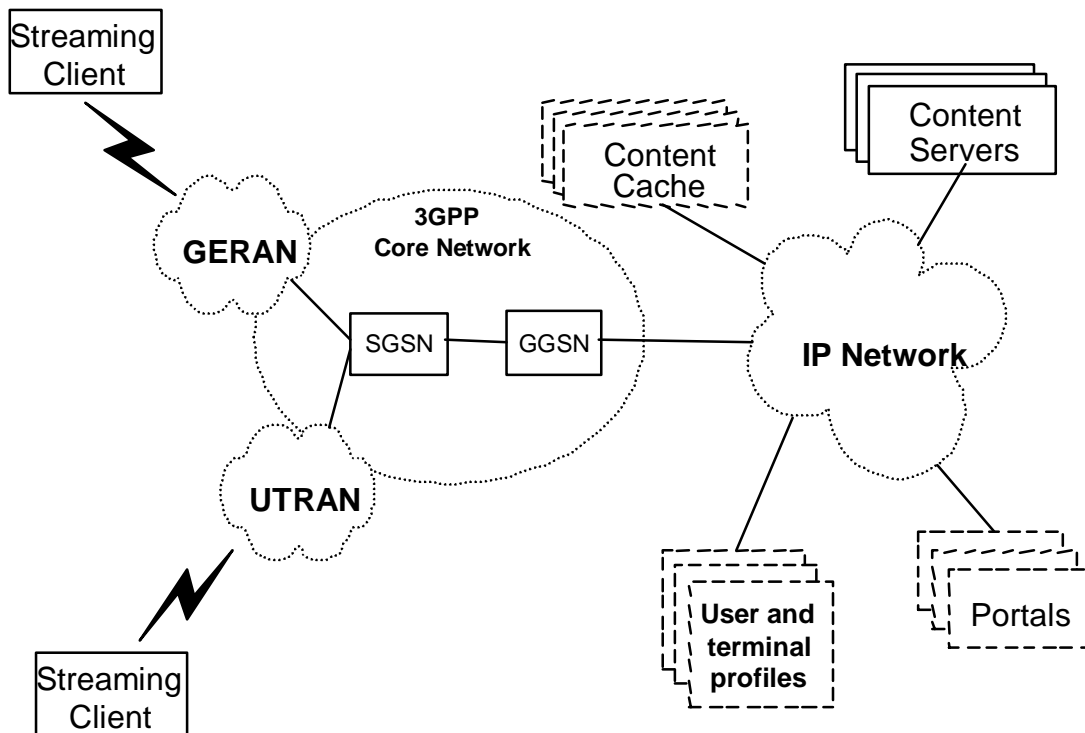 Streaming
Client
Content
Servers
Content
Cache
3GPP
Core Network
GERAN
SGSN
GGSN
IP Network
UTRAN
User and
terminal
profiles
Portals
Streaming
Client